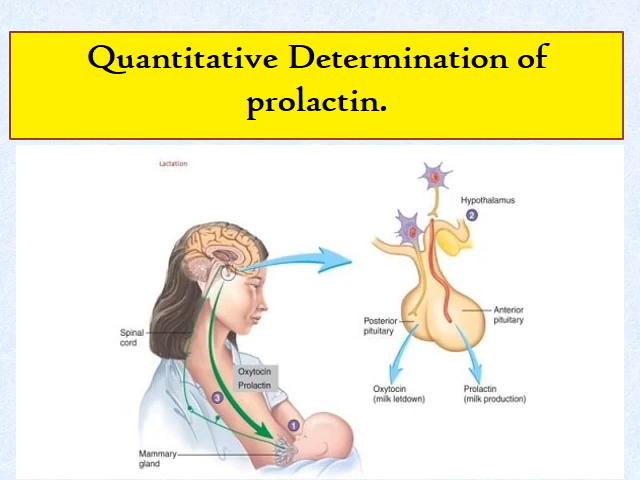 Quantitative Determination of
prolactin.
Lactation
Hypothalamus
2
Posterior
pituitary
Anterior
pituitary
Spinal
cord
Oxytocin
Prolactin
Oxytocin
(milk letdown)
Prolactin
(milk production)
3
1
Mammary
gland